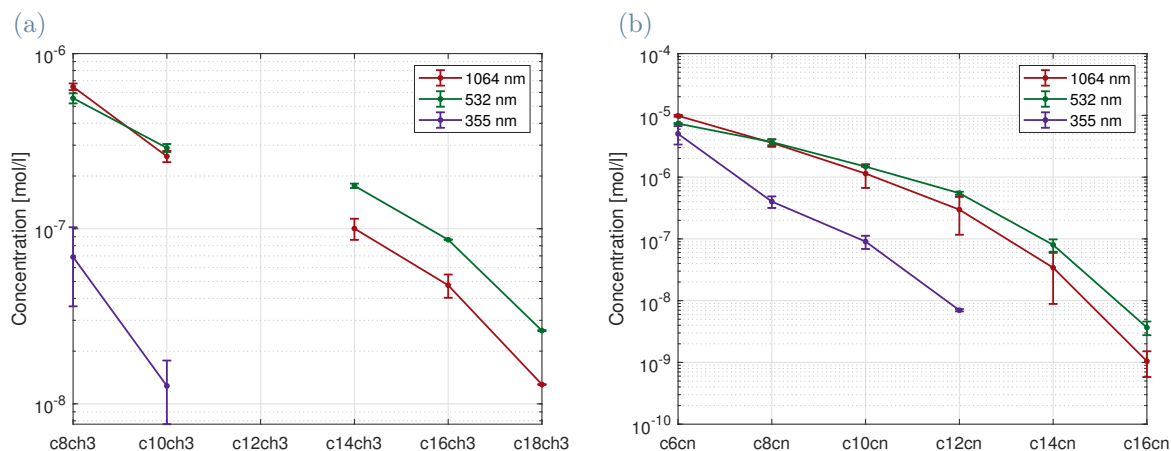 (a)
10^-6
10^-7
10^-8
Concentration [mol/l]
1064 nm
532 nm
355 nm
c8ch3 c10ch3 c12ch3 c14ch3 c16ch3 c18ch3
(b)
10^-4
10^-5
10^-6
10^-7
10^-8
10^-9
10^-10
Concentration [mol/l]
1064 nm
532 nm
355 nm
c6cn c8cn c10cn c12cn c14cn c16cn